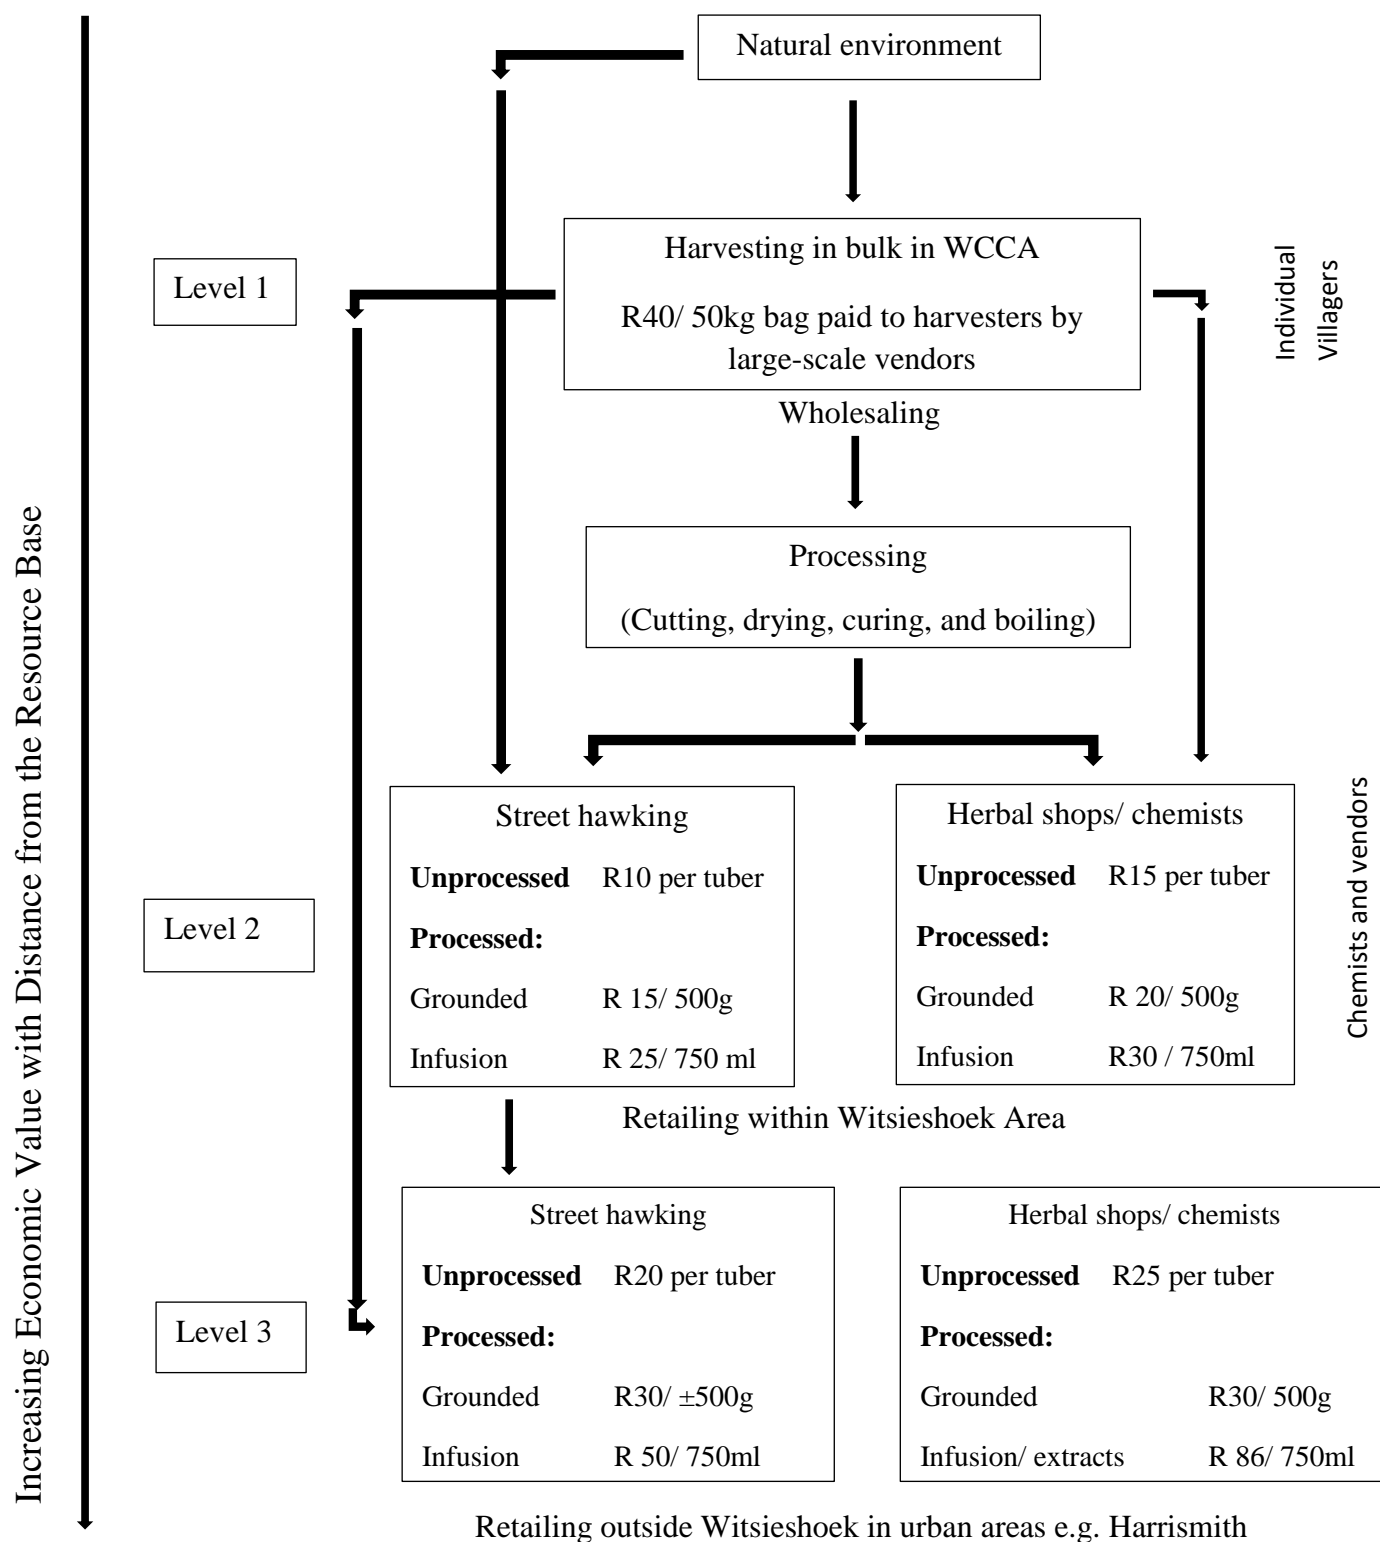 Natural environment
Harvesting in bulk in WCCA
R40/ 50kg bag paid to harvesters by
large-scale vendors
Level 1
Individual
Villagers
Wholesaling
Processing
(Cutting, drying, curing, and boiling)
Increasing Economic Value with Distance from the Resource Base
Level 2
Street hawking
Unprocessed R10 per tuber
Processed:
Grounded R 15/ 500g
Infusion R 25/ 750 ml
Herbal shops/ chemists
Unprocessed R15 per tuber
Processed:
Grounded R 20/ 500g
Infusion R30 / 750ml
Chemists and vendors
Retailing within Witsieshoek Area
Level 3
Street hawking
Unprocessed R20 per tuber
Processed:
Grounded R30/ ±500g
Infusion R 50/ 750ml
Herbal shops/ chemists
Unprocessed R25 per tuber
Processed:
Grounded R30/ 500g
Infusion/ extracts R 86/ 750ml
Retailing outside Witsieshoek in urban areas e.g. Harrismith